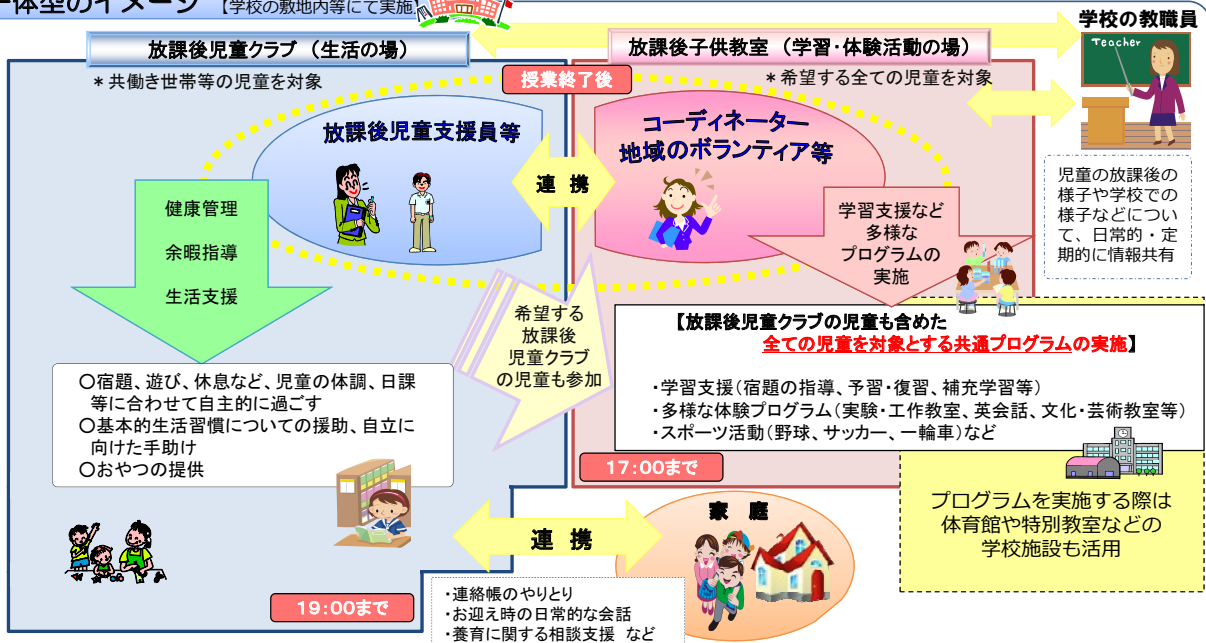 一体型のイメージ 【学校の敷地内等にて実施】
放課後児童クラブ（生活の場）
＊共働き世帯等の児童を対象
放課後子供教室（学習・体験活動の場）
＊希望する全ての児童を対象
学校の教職員
Teacher
授業終了後
放課後児童支援員等
連 携
コーディネーター
地域のボランティア等
児童の放課後の
様子や学校での
様子などについ
て、日常的・定
期的に情報共有
健康管理
余暇指導
生活支援
学習支援など
多様な
プログラムの
実施
希望する
放課後
児童クラブ
の児童も参加
【放課後児童クラブの児童も含めた
全ての児童を対象とする共通プログラムの実施】
・学習支援（宿題の指導、予習・復習、補充学習等）
・多様な体験プログラム（実験・工作教室、英会話、文化・芸術教室等）
・スポーツ活動（野球、サッカー、一輪車）など
○宿題、遊び、休息など、児童の体調、日課
等に合わせて自主的に過ごす
○基本的生活習慣についての援助、自立に
向けた手助け
○おやつの提供
17:00まで
プログラムを実施する際は
体育館や特別教室などの
学校施設も活用
連 携
家 庭
19:00まで
・連絡帳のやりとり
・お迎え時の日常的な会話
・養育に関する相談支援 など